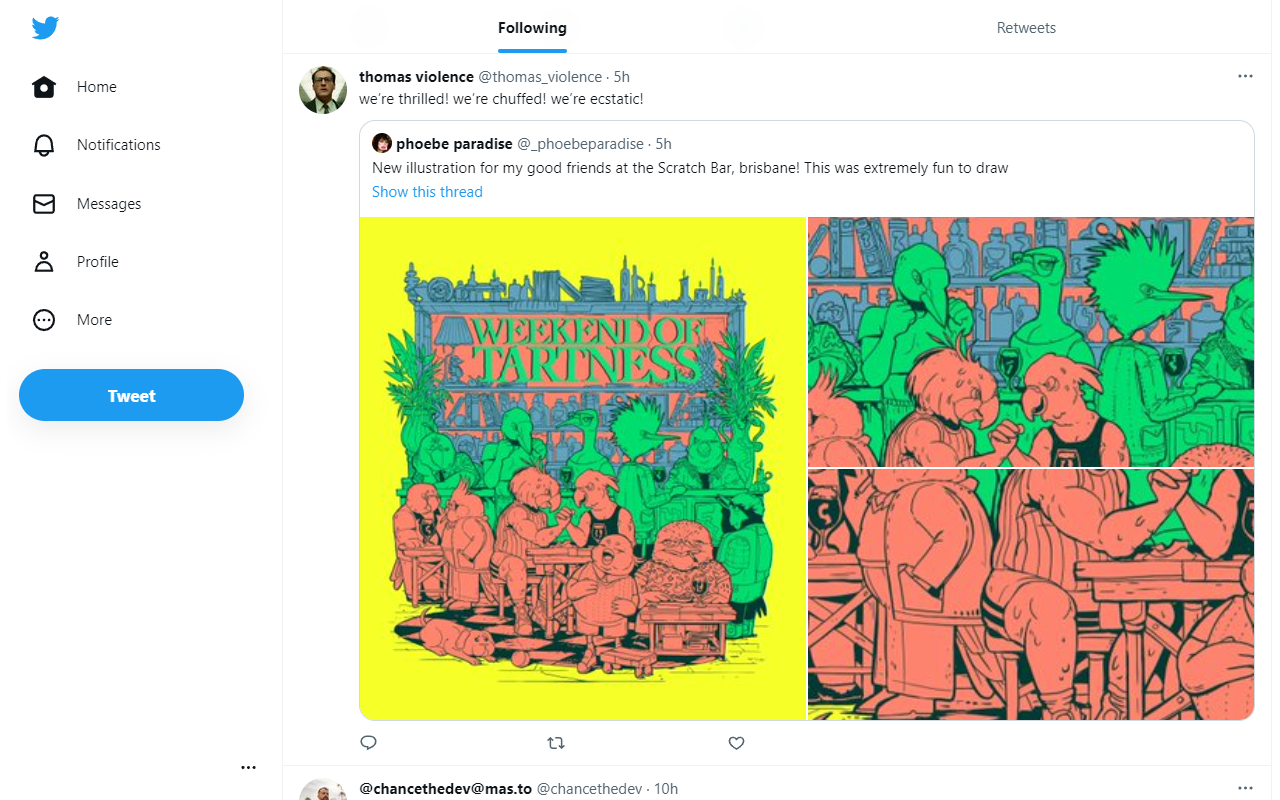 Following
Retweets
Home
Notifications
Messages
Profile
More
Tweet
thomas violence @thomas_violence · 5h
we're thrilled! we're chuffed! we're ecstatic!
phoebe paradise @_phoebeparadise · 5h
New illustration for my good friends at the Scratch Bar, brisbane! This was extremely fun to draw
Show this thread
WEEKEND OF
TARTNESS
@chancethedev@mas.to @chancethedev · 10h